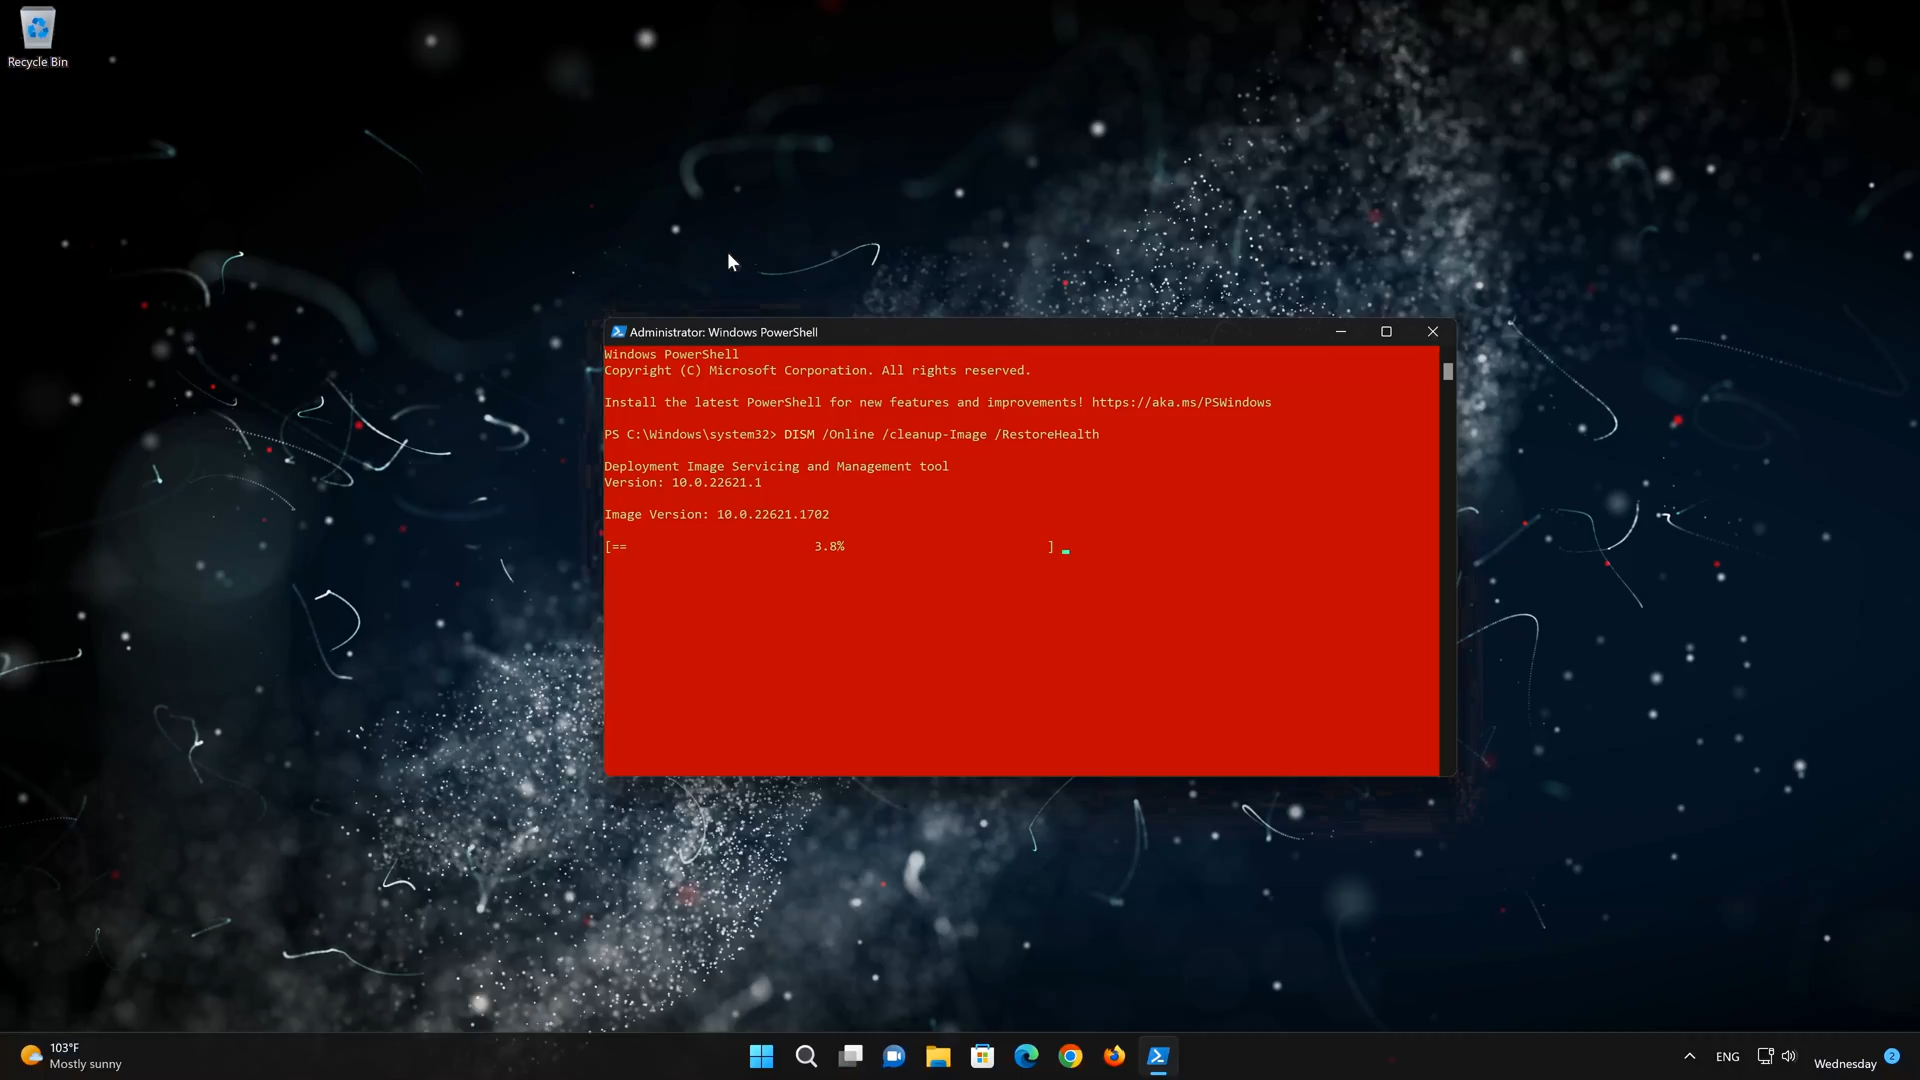 Recycle Bin
Administrator: Windows PowerShell
Windows PowerShell
Copyright (C) Microsoft Corporation. All rights reserved.
Install the latest PowerShell for new features and improvements! https://aka.ms/PSWindows
PS C:\Windows\system32> DISM /Online /cleanup-Image /RestoreHealth
Deployment Image Servicing and Management tool
Version: 10.0.22621.1
Image Version: 10.0.22621.1702
[==                          3.8%                           ]
103°F
Mostly sunny
ENG
Wednesday
2